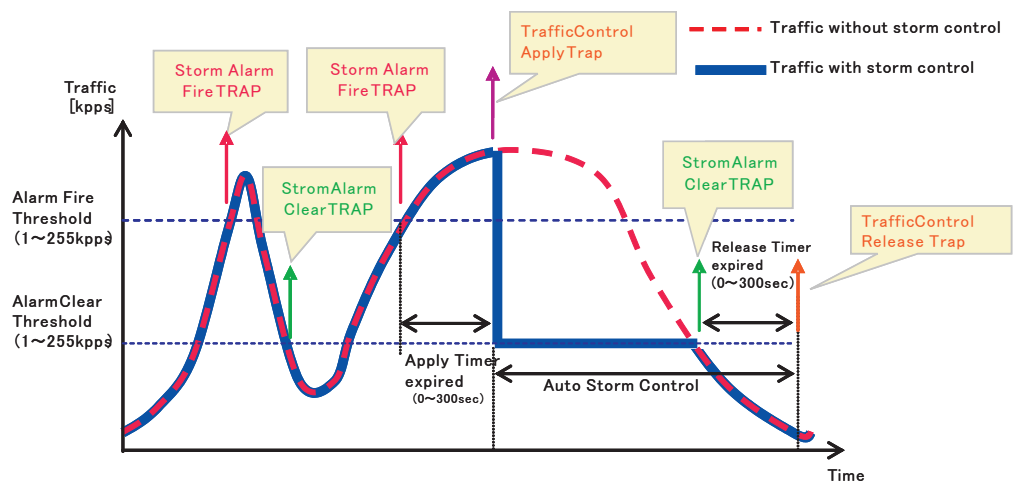 Traffic without storm control
Traffic with storm control
TrafficControl
ApplyTrap
Storm Alarm
FireTRAP
Storm Alarm
FireTRAP
Traffic
[kpps]
StromAlarm
ClearTRAP
StromAlarm
ClearTRAP
Alarm Fire
Threshold
(1～255kpps)
TrafficControl
Release Trap
Release Timer
expired
(0～300sec)
AlarmClear
Threshold
(1～255kpps)
Apply Timer
expired
(0～300sec)
Auto Storm Control
Time